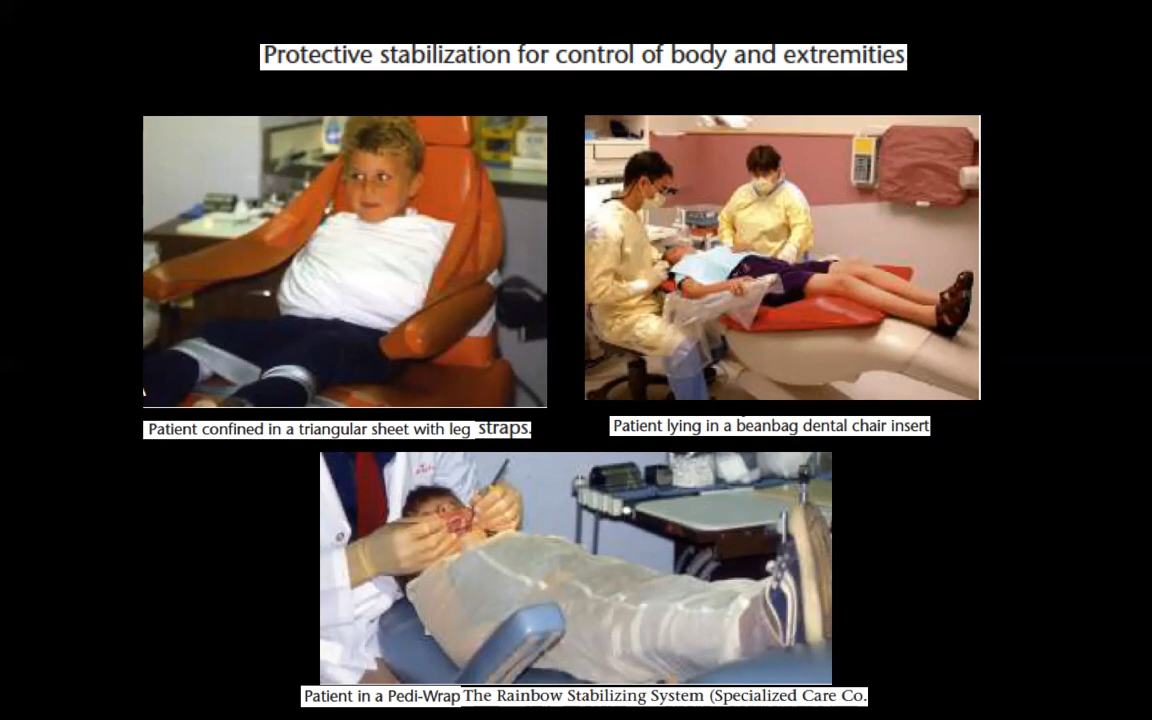 Protective stabilization for control of body and extremities
Patient confined in a triangular sheet with leg straps.
Patient lying in a beanbag dental chair insert
Patient in a Pedi-Wrap The Rainbow Stabilizing System (Specialized Care Co.